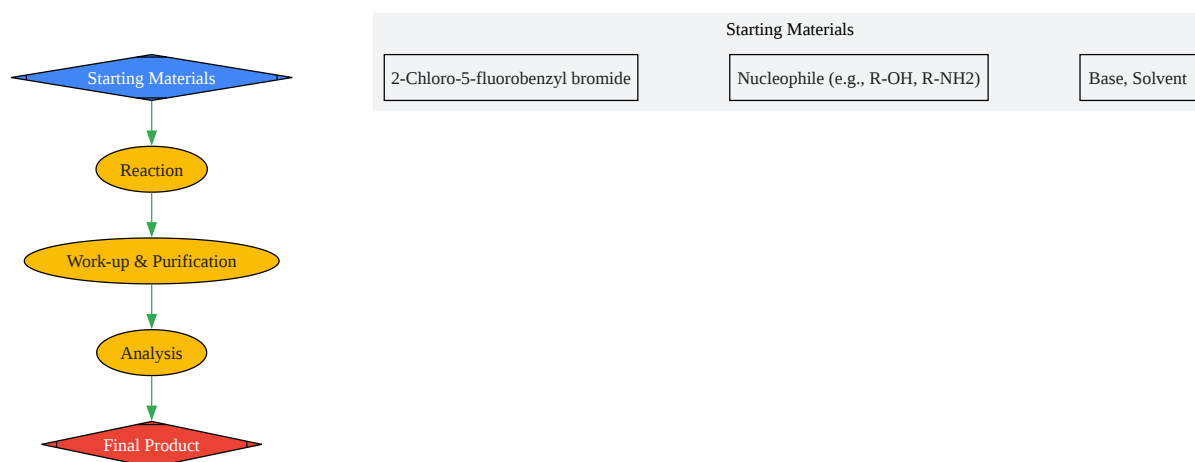 Starting Materials
Starting Materials
2-Chloro-5-fluorobenzyl bromide
Nucleophile (e.g., R-OH, R-NH2)
Base, Solvent
Reaction
Work-up & Purification
Analysis
Final Product